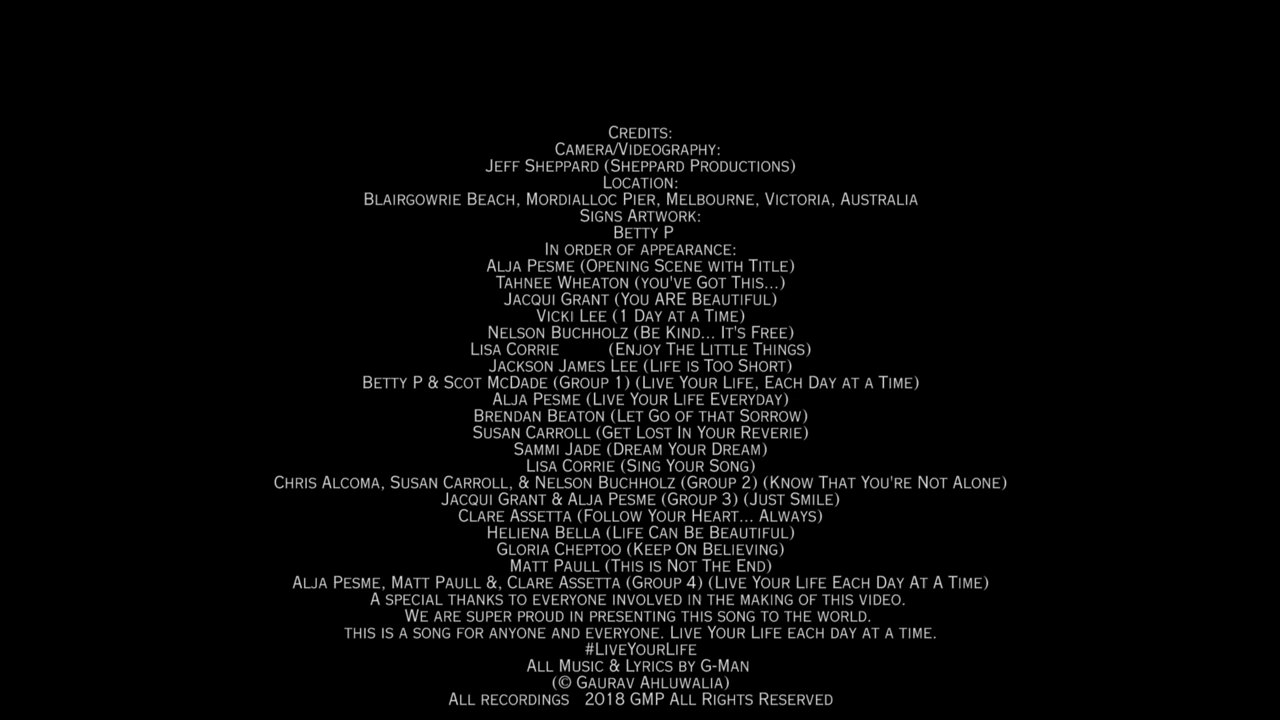 Credits:
Camera/Videography:
Jeff Sheppard (Sheppard Productions)
Location:
Blairgowrie Beach, Mordialloc Pier, Melbourne, Victoria, Australia
Signs Artwork:
Betty P
In order of appearance:
Alja Pesme (Opening Scene with Title)
Tahnee Wheaton (you've Got This...)
Jacqui Grant (You ARE Beautiful)
Vicki Lee (1 Day at a Time)
Nelson Buchholz (Be Kind... It's Free)
Lisa Corrie (Enjoy The Little Things)
Jackson James Lee (Life is Too Short)
Betty P & Scot McDade (Group 1) (Live Your Life, Each Day at a Time)
Alja Pesme (Live Your Life Everyday)
Brendan Beaton (Let Go of that Sorrow)
Susan Carroll (Get Lost In Your Reverie)
Sammi Jade (Dream Your Dream)
Lisa Corrie (Sing Your Song)
Chris Alcoma, Susan Carroll, & Nelson Buchholz (Group 2) (Know That You're Not Alone)
Jacqui Grant & Alja Pesme (Group 3) (Just Smile)
Clare Assetta (Follow Your Heart... Always)
Heliena Bella (Life Can Be Beautiful)
Gloria Cheptoo (Keep On Believing)
Matt Paull (This is Not The End)
Alja Pesme, Matt Paull &, Clare Assetta (Group 4) (Live Your Life Each Day At A Time)
A special thanks to everyone involved in the making of this video.
We are super proud in presenting this song to the world.
this is a song for anyone and everyone. Live Your Life each day at a time.
#LiveYourLife
All Music & Lyrics by G-Man
(© Gaurav Ahluwalia)
All recordings 2018 GMP All Rights Reserved